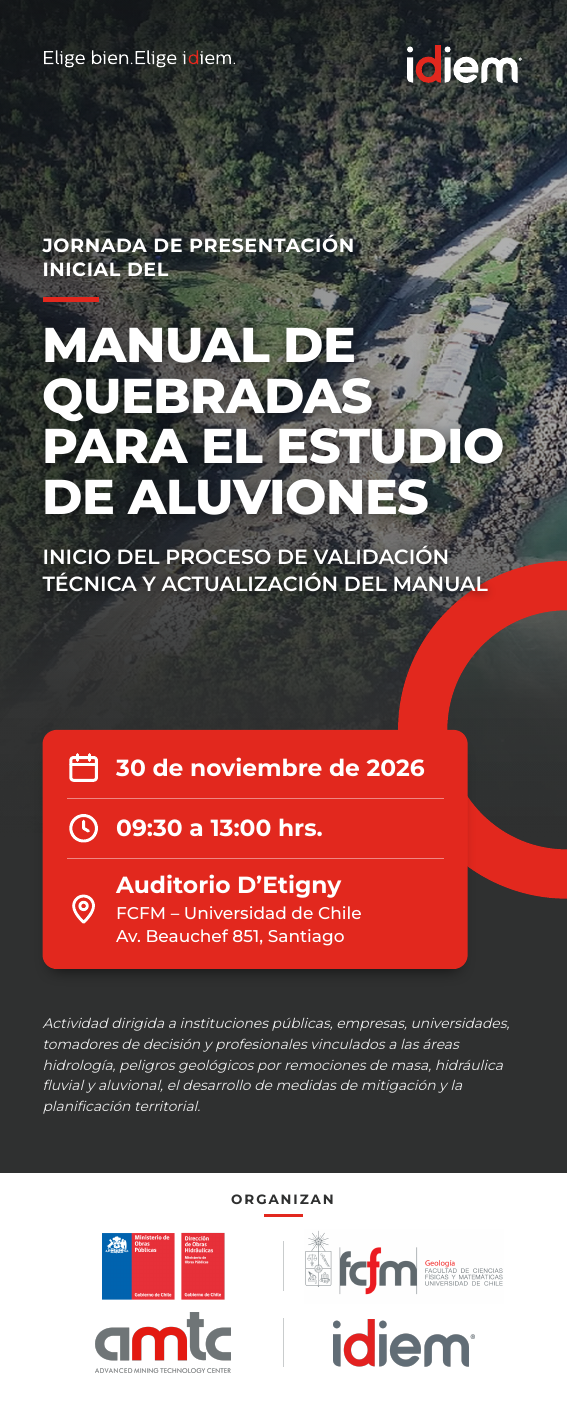 Elige bien.Elige idiem.
idiem
JORNADA DE PRESENTACIÓN
INICIAL DEL
MANUAL DE
QUEBRADAS
PARA EL ESTUDIO
DE ALUVIONES
INICIO DEL PROCESO DE VALIDACIÓN
TÉCNICA Y ACTUALIZACIÓN DEL MANUAL
30 de noviembre de 2026
09:30 a 13:00 hrs.
Auditorio D’Etigny
FCFM – Universidad de Chile
Av. Beauchef 851, Santiago
Actividad dirigida a instituciones públicas, empresas, universidades,
tomadores de decisión y profesionales vinculados a las áreas
hidrología, peligros geológicos por remociones de masa, hidráulica
fluvial y aluvional, el desarrollo de medidas de mitigación y la
planificación territorial.
ORGANIZAN
Ministerio de
Obras
Públicas
Gobierno de Chile
Dirección
de Obras
Hidráulicas
Ministerio de
Obras Públicas
Gobierno de Chile
fcfm
Geología
FACULTAD DE CIENCIAS
FÍSICAS Y MATEMÁTICAS
UNIVERSIDAD DE CHILE
amtc
ADVANCED MINING TECHNOLOGY CENTER
idiem®